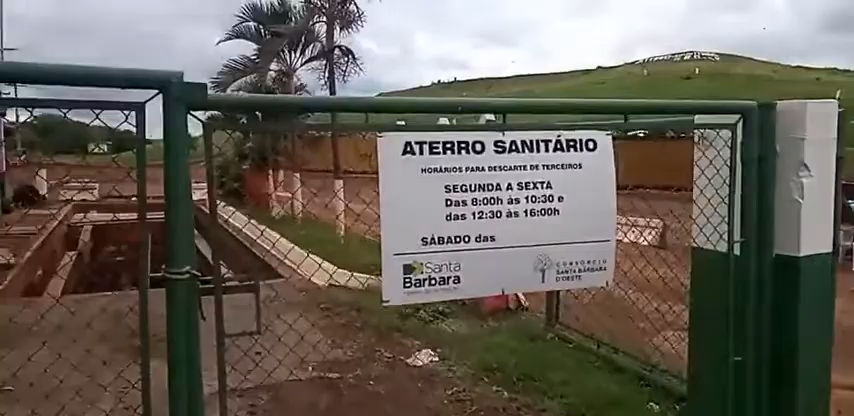 ATERRO SANITÁRIO
HORÁRIOS PARA DESCARTE DE TERCEIROS
SEGUNDA A SEXTA
Das 8:00h às 10:30 e
das 12:30 às 16:00h
SÁBADO das
Santa
Bárbara
CONSÓRCIO
SANTA BÁRBARA
D'OESTE